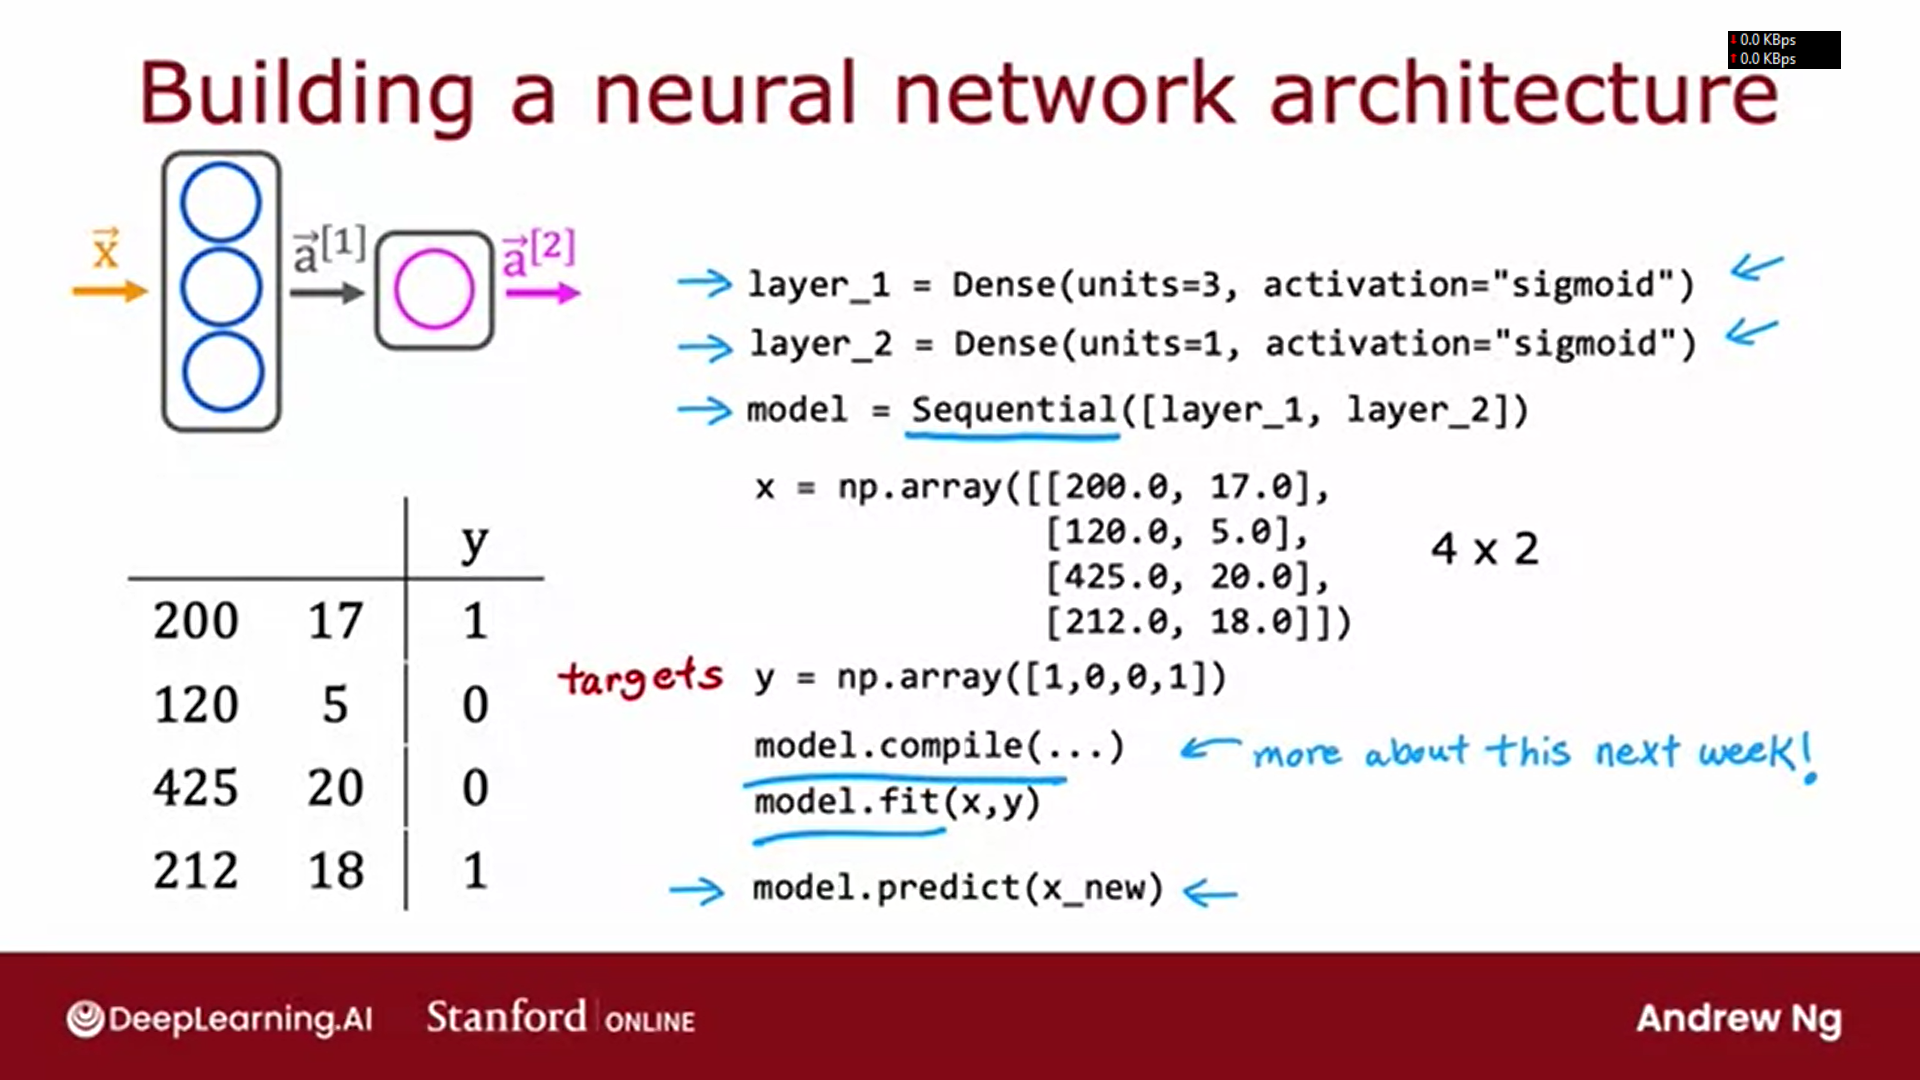 ↓ 0.0 KBps
↑ 0.0 KBps
Building a neural network architecture
x⃗
a⃗[1]
a⃗[2]
→ layer_1 = Dense(units=3, activation="sigmoid") ←
→ layer_2 = Dense(units=1, activation="sigmoid") ←
→ model = Sequential([layer_1, layer_2])
y
200 17 1
120 5 0
425 20 0
212 18 1
x = np.array([[200.0, 17.0],
[120.0, 5.0],
[425.0, 20.0],
[212.0, 18.0]])
4 x 2
targets y = np.array([1,0,0,1])
model.compile(...) ← more about this next week!
model.fit(x,y)
→ model.predict(x_new) ←
DeepLearning.AI Stanford | ONLINE Andrew Ng